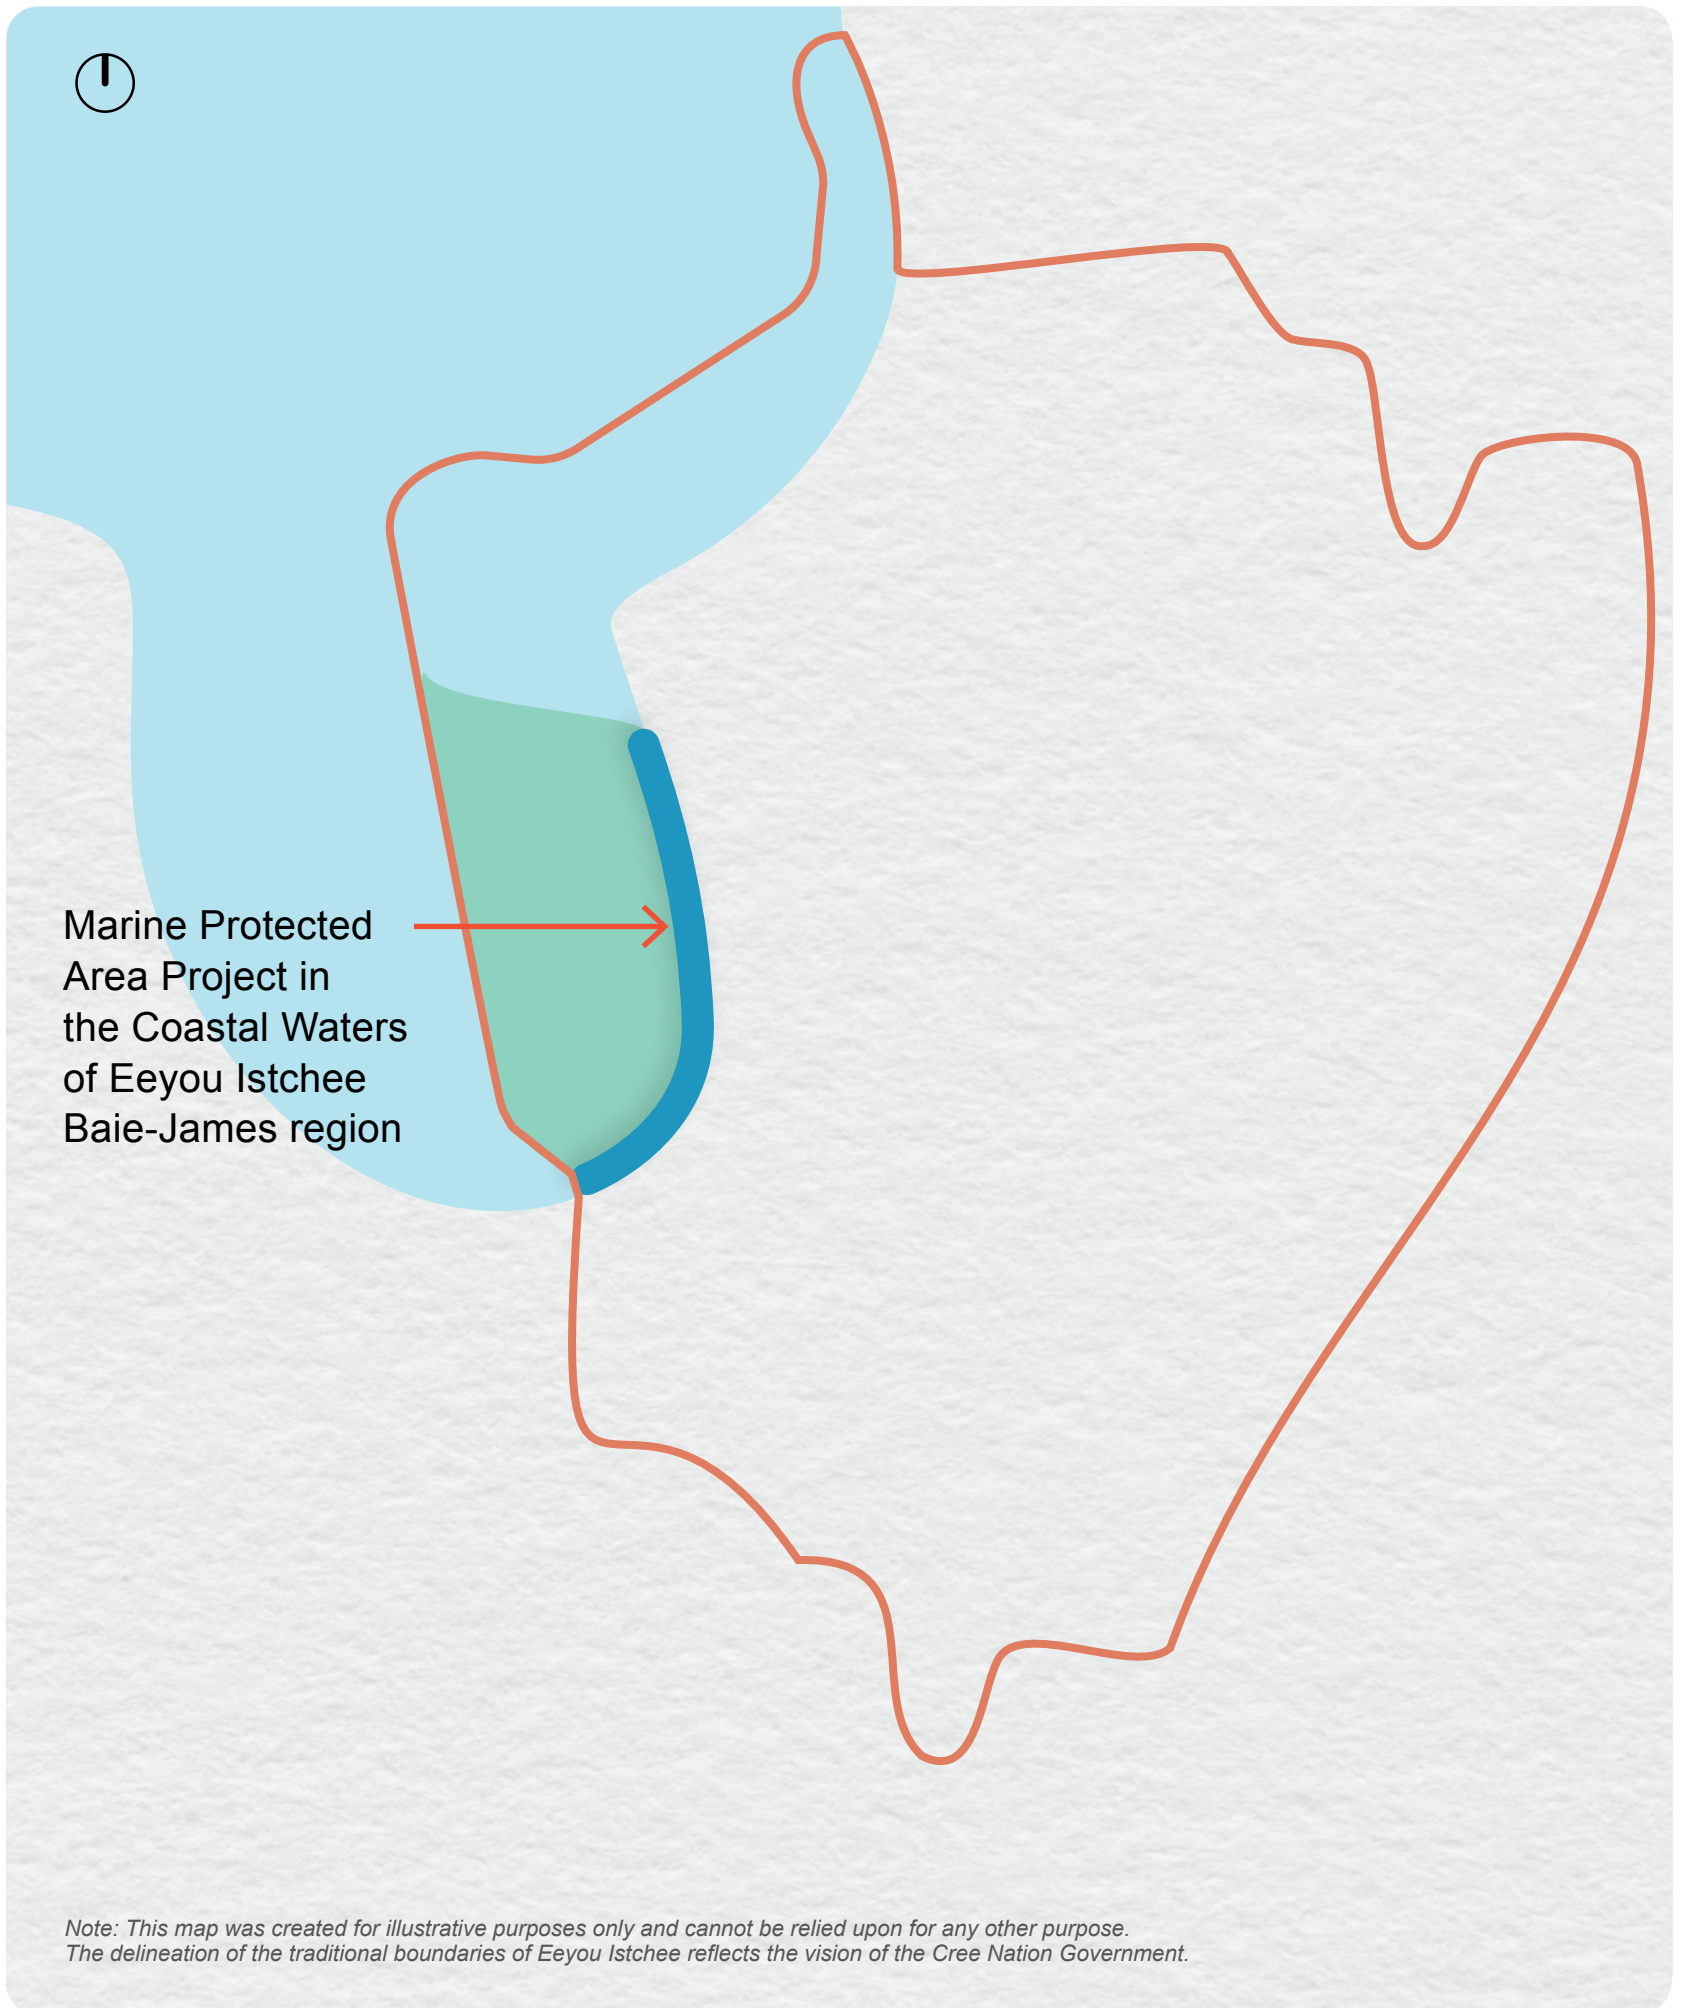 Marine Protected
Area Project in
the Coastal Waters
of Eeyou Istchee
Baie-James region
Note: This map was created for illustrative purposes only and cannot be relied upon for any other purpose.
The delineation of the traditional boundaries of Eeyou Istchee reflects the vision of the Cree Nation Government.